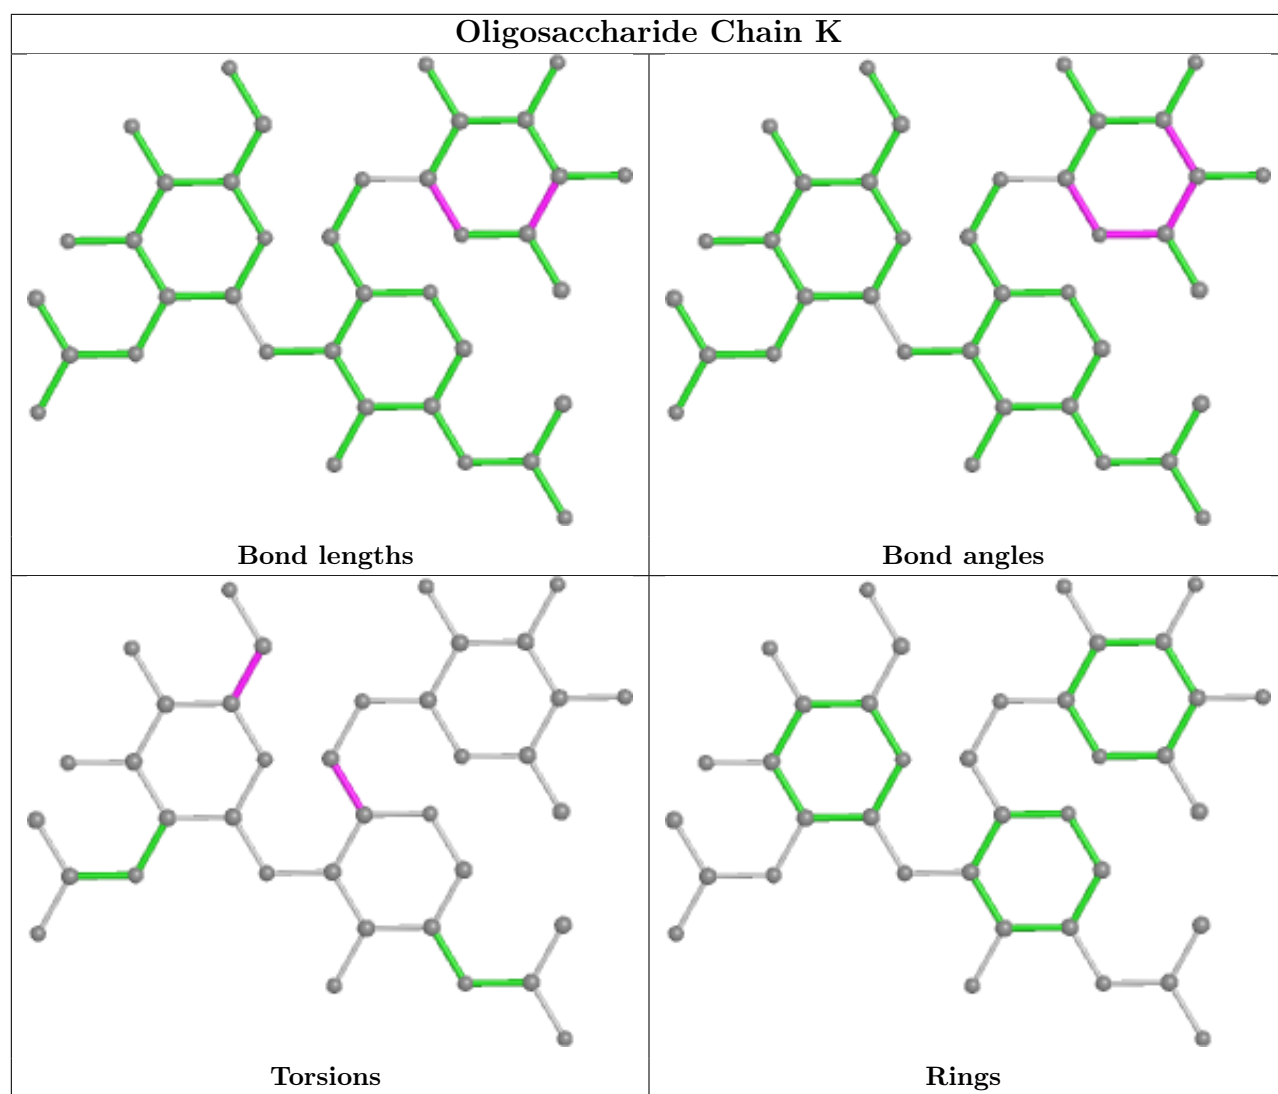 Oligosaccharide Chain K
Bond lengths
Bond angles
Torsions
Rings